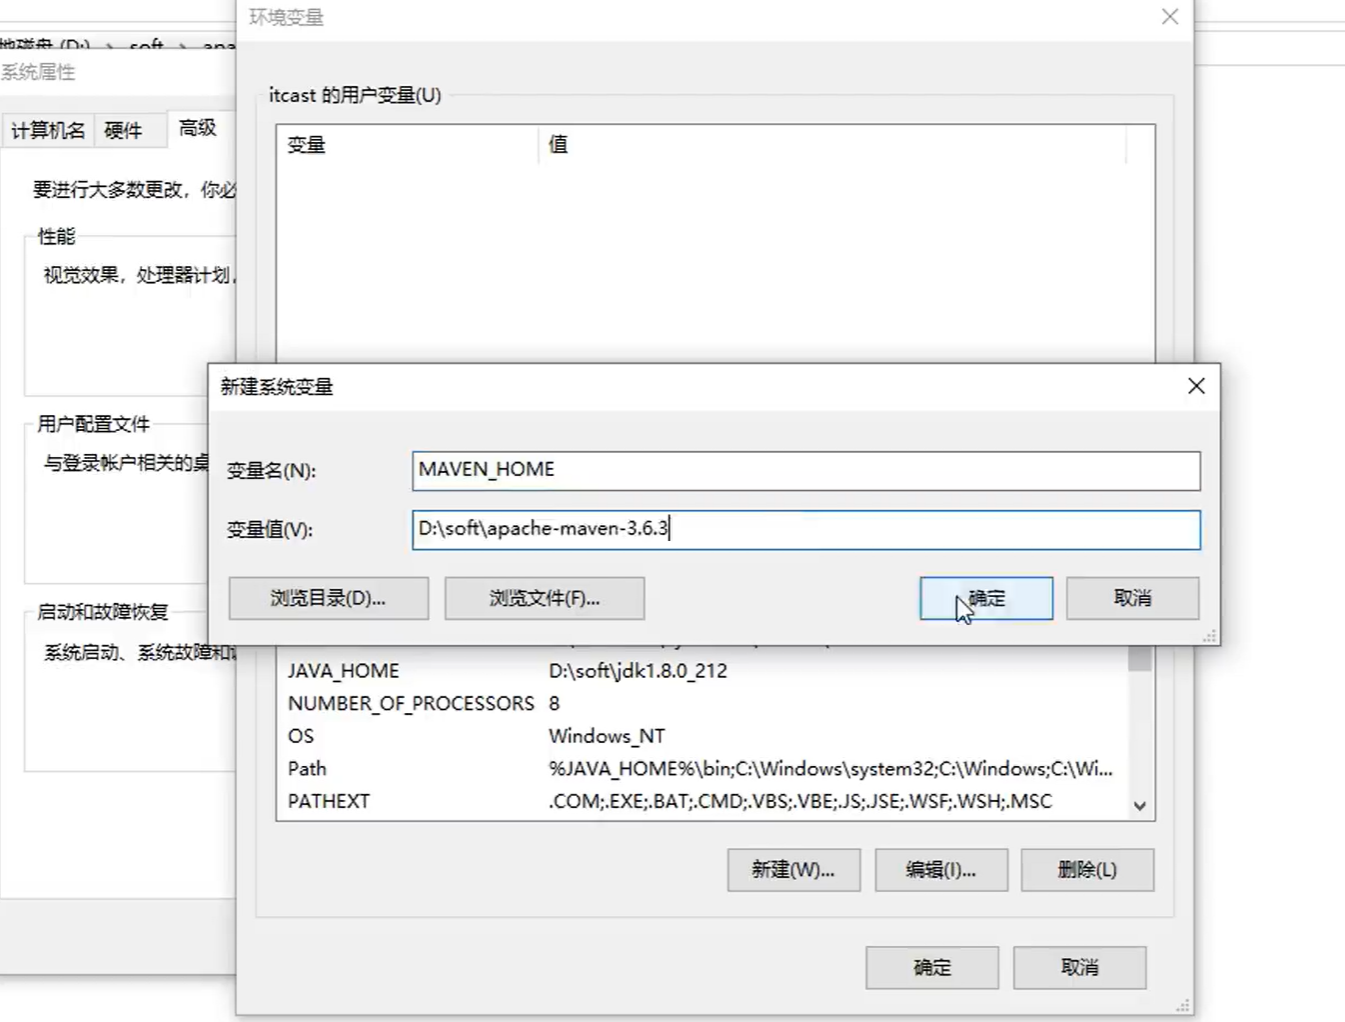 环境变量
系统属性
计算机名
硬件
高级
要进行大多数更改，你必
性能
视觉效果，处理器计划，
用户配置文件
与登录帐户相关的桌
启动和故障恢复
系统启动、系统故障和
itcast 的用户变量(U)
变量
值
新建系统变量
变量名(N):
MAVEN_HOME
变量值(V):
D:\soft\apache-maven-3.6.3
浏览目录(D)...
浏览文件(F)...
确定
取消
JAVA_HOME D:\soft\jdk1.8.0_212
NUMBER_OF_PROCESSORS 8
OS Windows_NT
Path %JAVA_HOME%\bin;C:\Windows\system32;C:\Windows;C:\Wi...
PATHEXT .COM;.EXE;.BAT;.CMD;.VBS;.VBE;.JS;.JSE;.WSF;.WSH;.MSC
新建(W)...
编辑(I)...
删除(L)
确定
取消